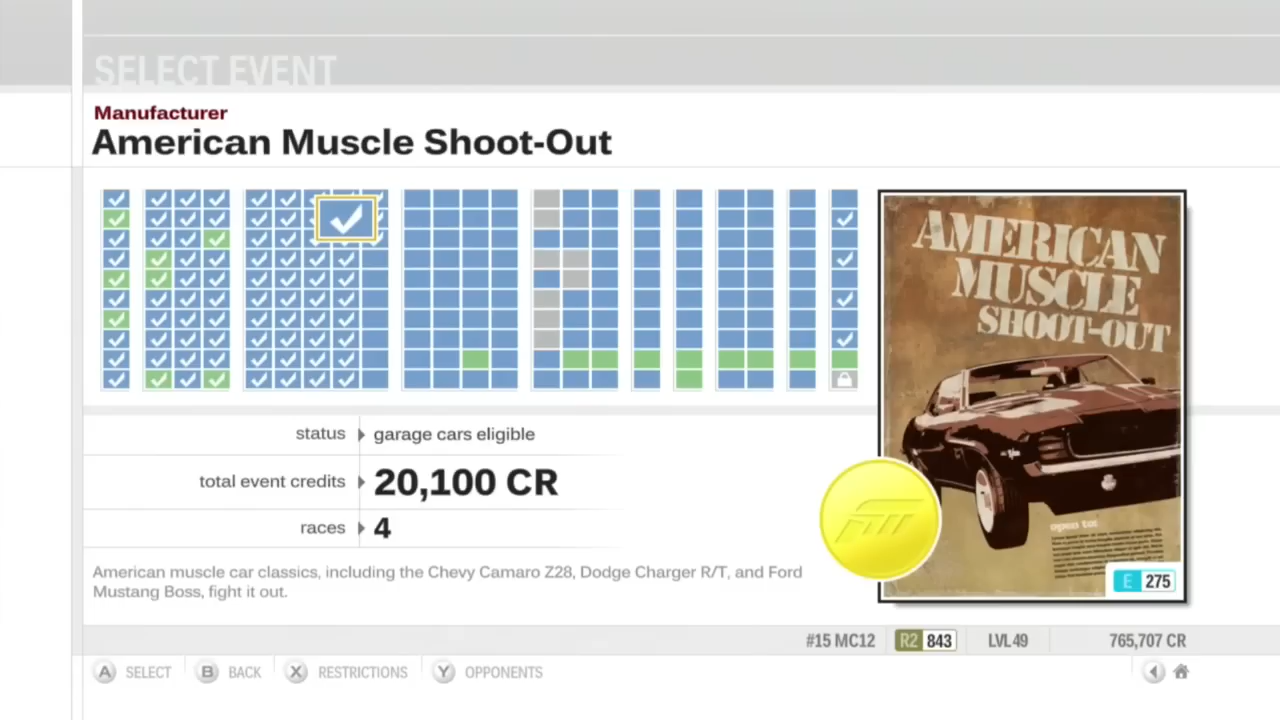 SELECT EVENT
Manufacturer
American Muscle Shoot-Out
AMERICAN
MUSCLE
SHOOT-OUT
status garage cars eligible
total event credits 20,100 CR
races 4
open to:
E 275
American muscle car classics, including the Chevy Camaro Z28, Dodge Charger R/T, and Ford
Mustang Boss, fight it out.
#15 MC12 R2 843 LVL 49 765,707 CR
A SELECT B BACK X RESTRICTIONS Y OPPONENTS